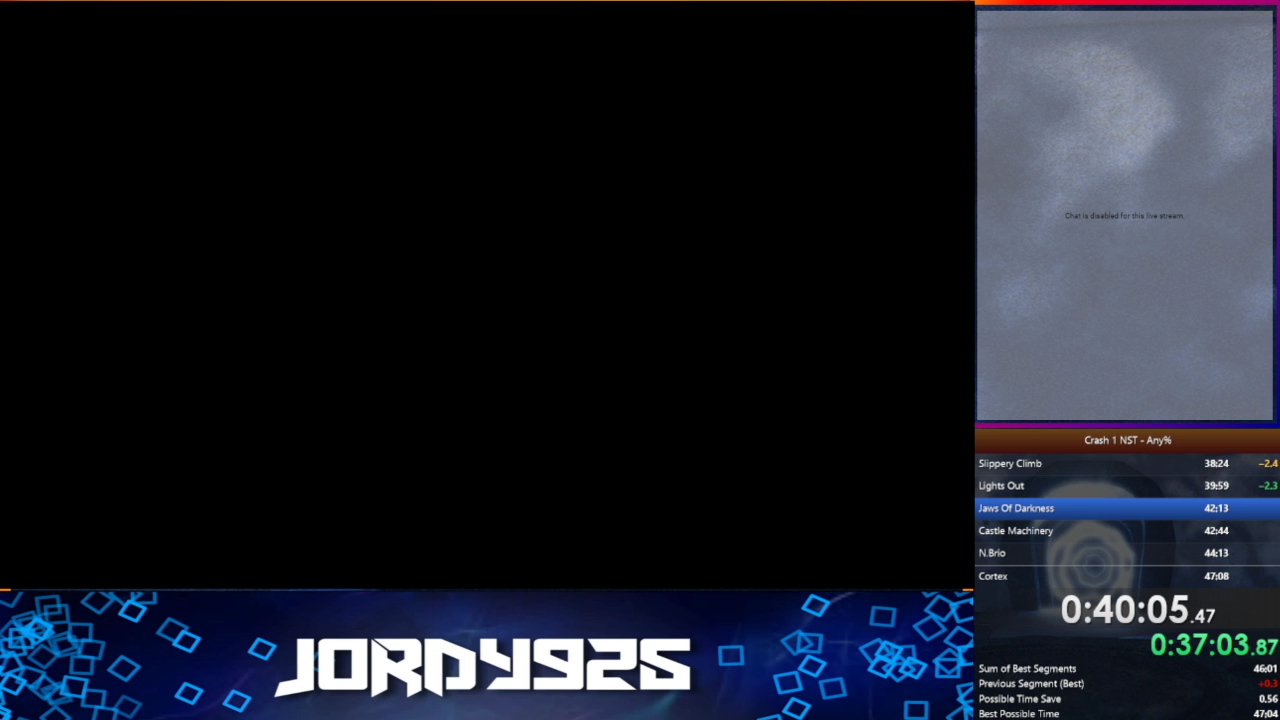 Chat is disabled for this live stream.
Crash 1 NST - Any%
Slippery Climb 38:24 −2.4
Lights Out 39:59 −2.3
Jaws Of Darkness 42:13
Castle Machinery 42:44
N.Brio 44:13
Cortex 47:08
0:40:05.47
0:37:03.87
Sum of Best Segments 46:01
Previous Segment (Best) +0.3
Possible Time Save 0.56
Best Possible Time 47:04
JORDY925